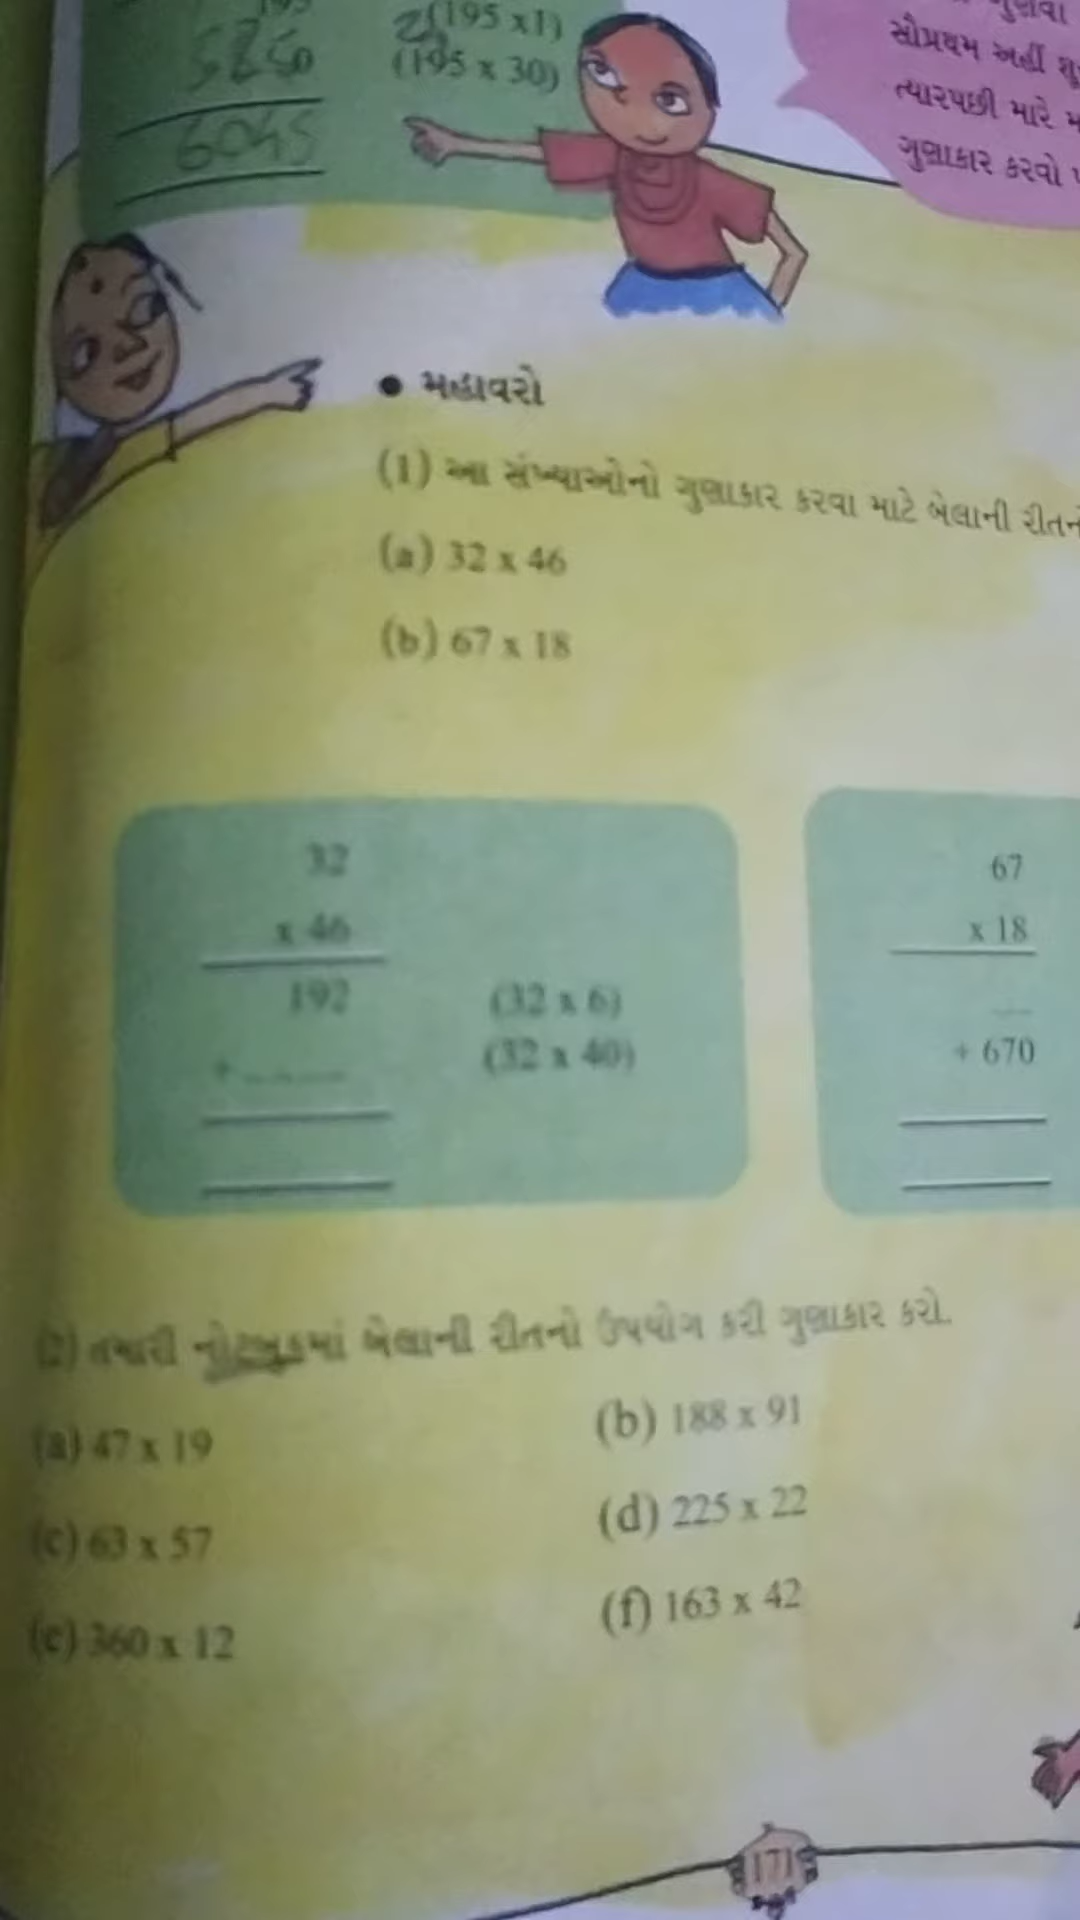 (195 x 1)
(195 x 30)
સૌપ્રથમ અહીં
ત્યારપછી મારે
ગુણાકાર કરવો
• મહાવરો
(1) આ સંખ્યાઓનો ગુણાકાર કરવા માટે બેલાની
(a) 32 x 46
(b) 67 x 18
32
x 46
192 (32 x 6)
+ (32 x 40)
67
x 18
+ 670
(2) તમારી નોટબુકમાં બેલાની રીતનો ઉપયોગ કરી ગુણાકાર કરો.
(a) 47 x 19 (b) 188 x 91
(c) 63 x 57 (d) 225 x 22
(e) 360 x 12 (f) 163 x 42
171